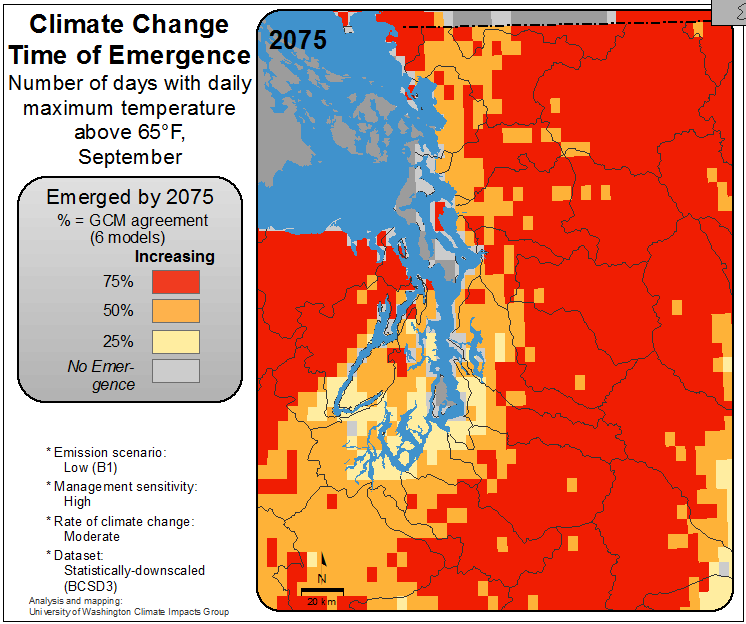 Climate Change
Time of Emergence
Number of days with daily
maximum temperature
above 65°F,
September
Emerged by 2075
% = GCM agreement
(6 models)
Increasing
75%
50%
25%
No Emer-
gence
* Emission scenario:
Low (B1)
* Management sensitivity:
High
* Rate of climate change:
Moderate
* Dataset:
Statistically-downscaled
(BCSD3)
Analysis and mapping:
University of Washington Climate Impacts Group
2075
N
20 km